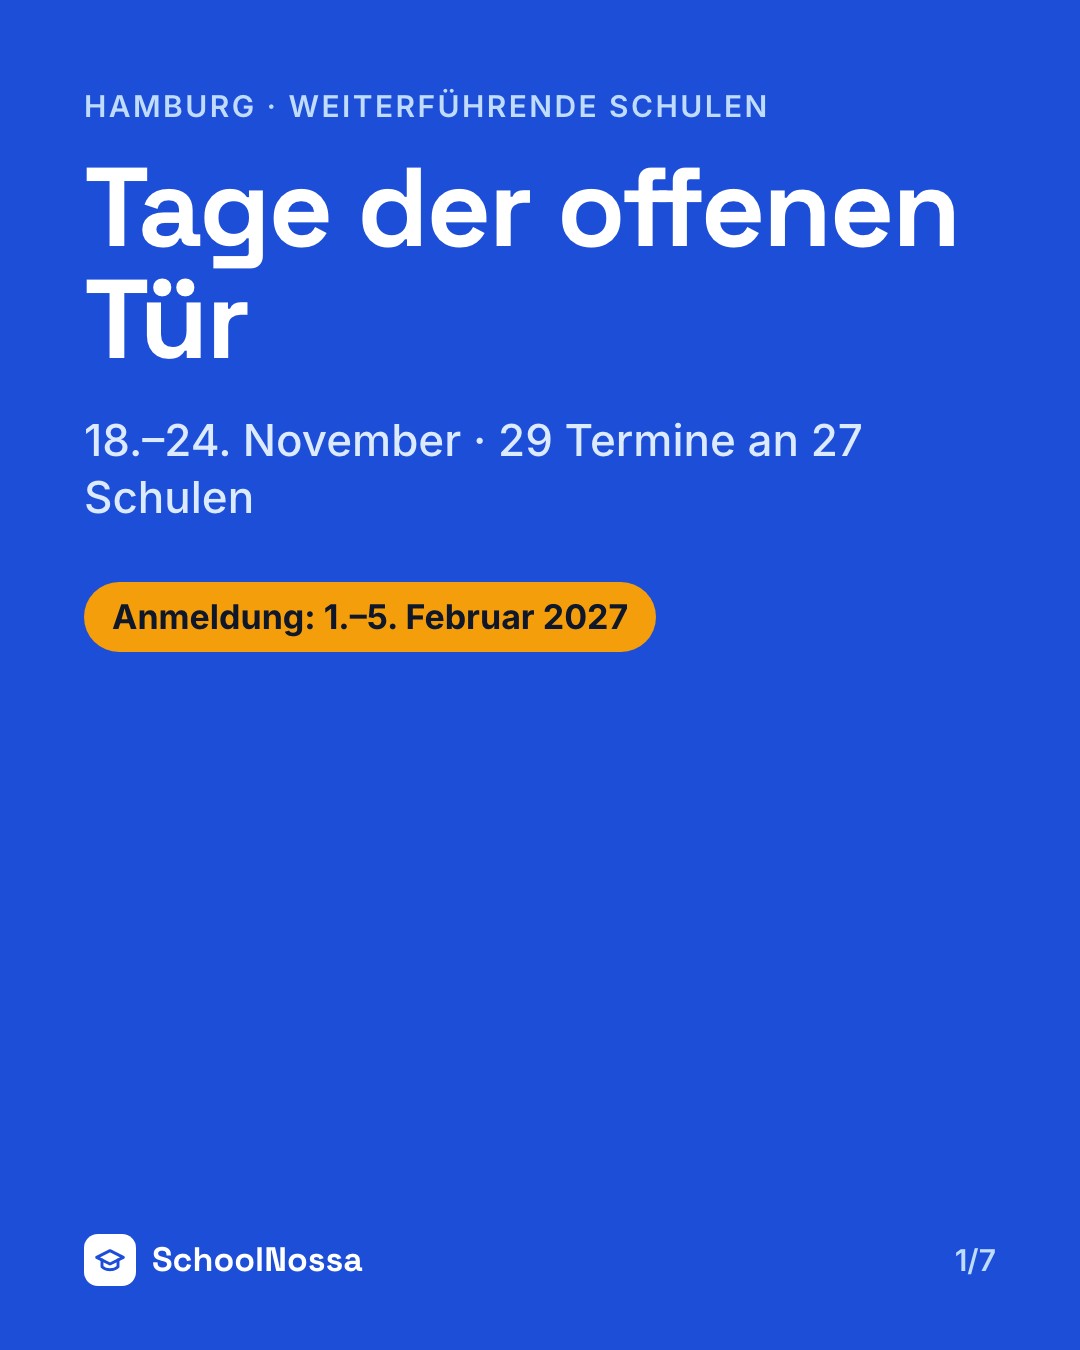 HAMBURG · WEITERFÜHRENDE SCHULEN
Tage der offenen
Tür
18.–24. November · 29 Termine an 27
Schulen
Anmeldung: 1.–5. Februar 2027
SchoolNossa
1/7